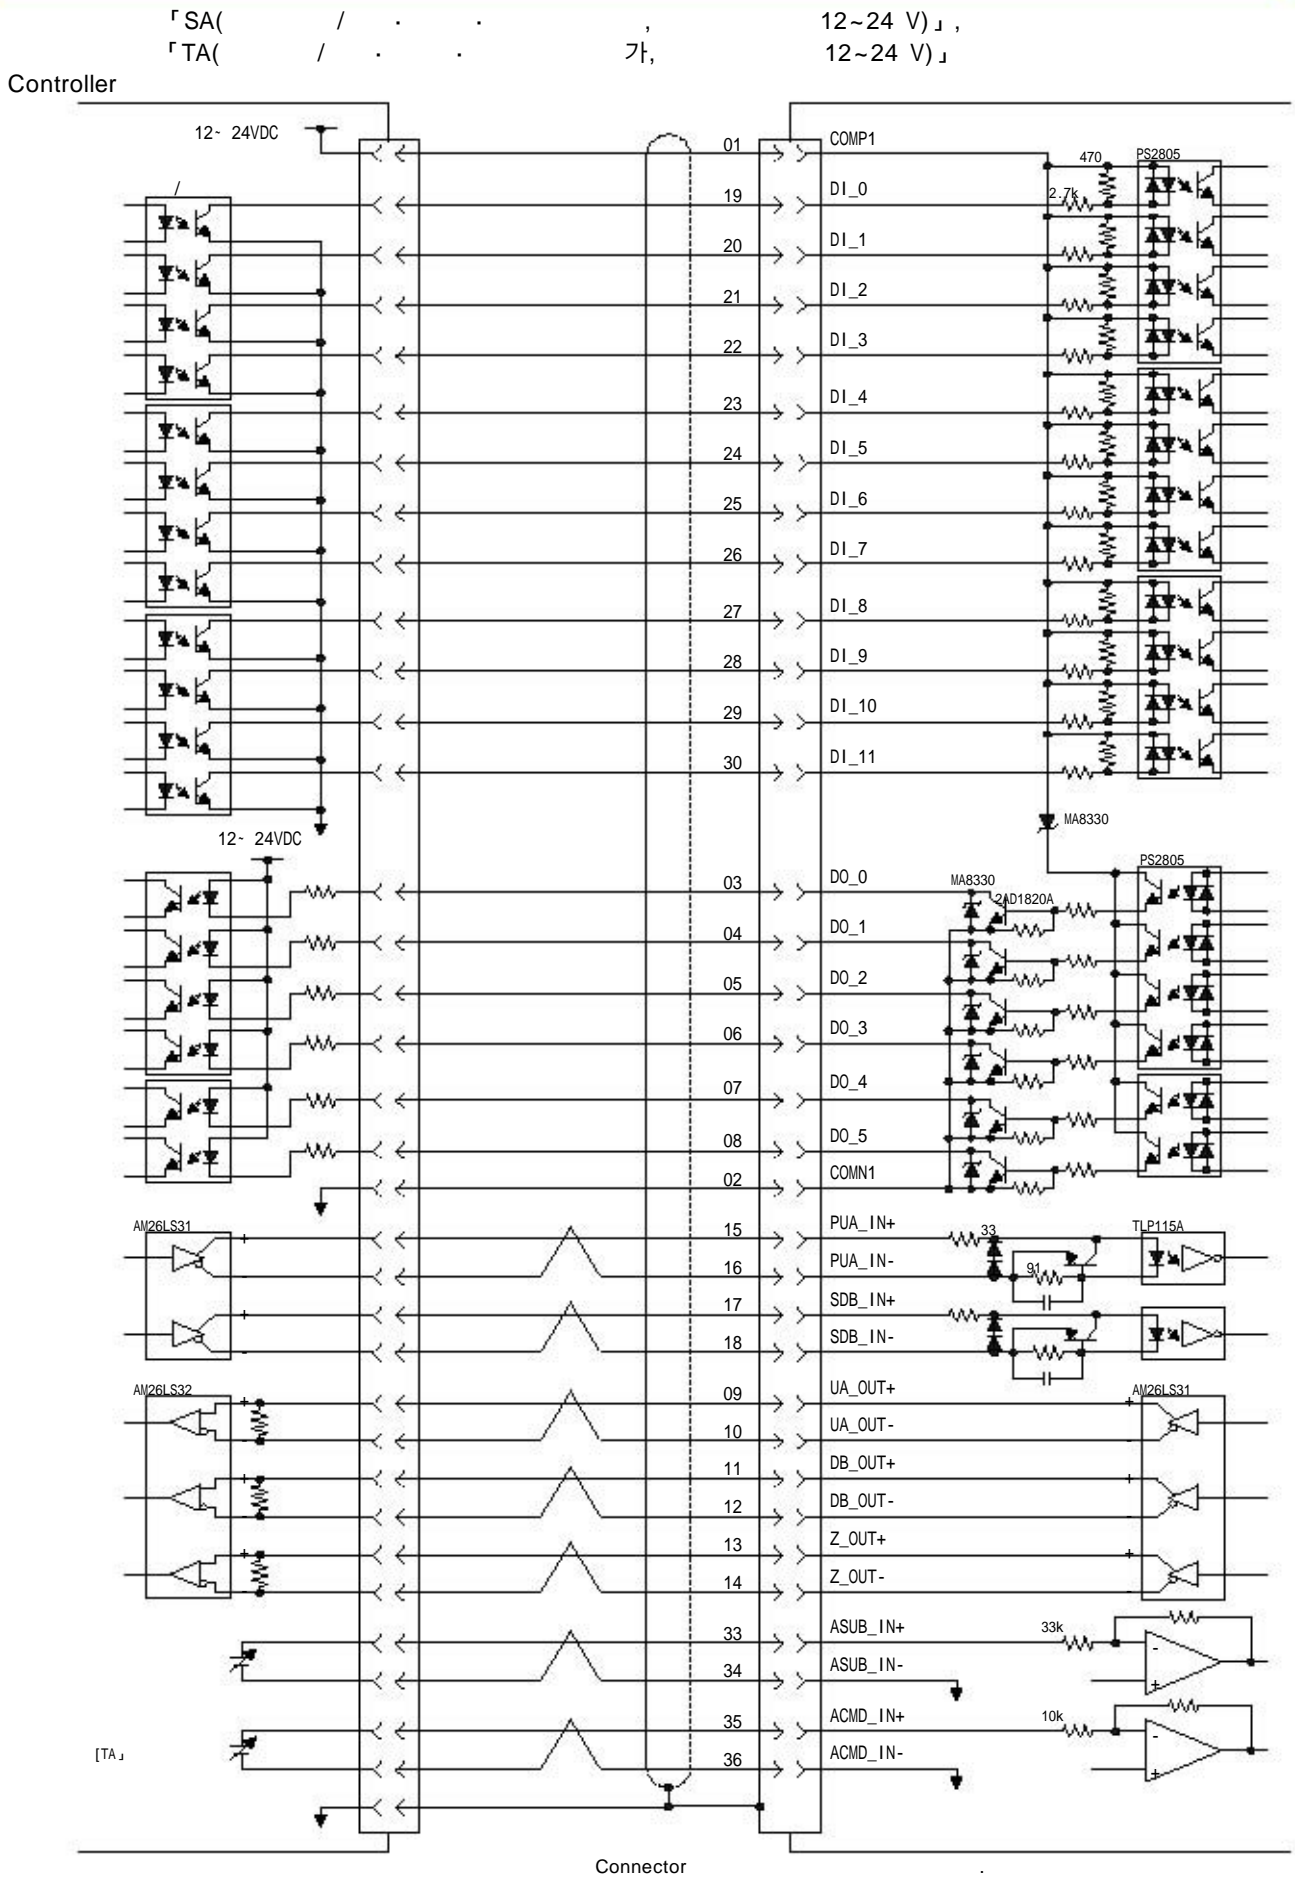 「SA( / · · , 12~24 V)」,
「TA( / · · 가, 12~24 V)」
Controller
12~ 24VDC
01 COMP1
470 PS2805
/
19 DI_0 2.7k
20 DI_1
21 DI_2
22 DI_3
23 DI_4
24 DI_5
25 DI_6
26 DI_7
27 DI_8
28 DI_9
29 DI_10
30 DI_11
MA8330
12~ 24VDC
PS2805
03 DO_0 MA8330
2AD1820A
04 DO_1
05 DO_2
06 DO_3
07 DO_4
08 DO_5
02 COMN1
AM26LS31 + 15 PUA_IN+ 33 TLP115A
- 16 PUA_IN- 91
+ 17 SDB_IN+
- 18 SDB_IN-
AM26LS32 + 09 UA_OUT+ + AM26LS31
- 10 UA_OUT- -
+ 11 DB_OUT+ +
- 12 DB_OUT- -
+ 13 Z_OUT+ +
- 14 Z_OUT- -
33 ASUB_IN+ 33k -
34 ASUB_IN- +
35 ACMD_IN+ 10k -
[TA」 36 ACMD_IN- +
Connector .